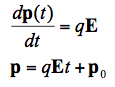 d𝐩(t)/dt = q𝐄
𝐩 = q𝐄t + 𝐩₀